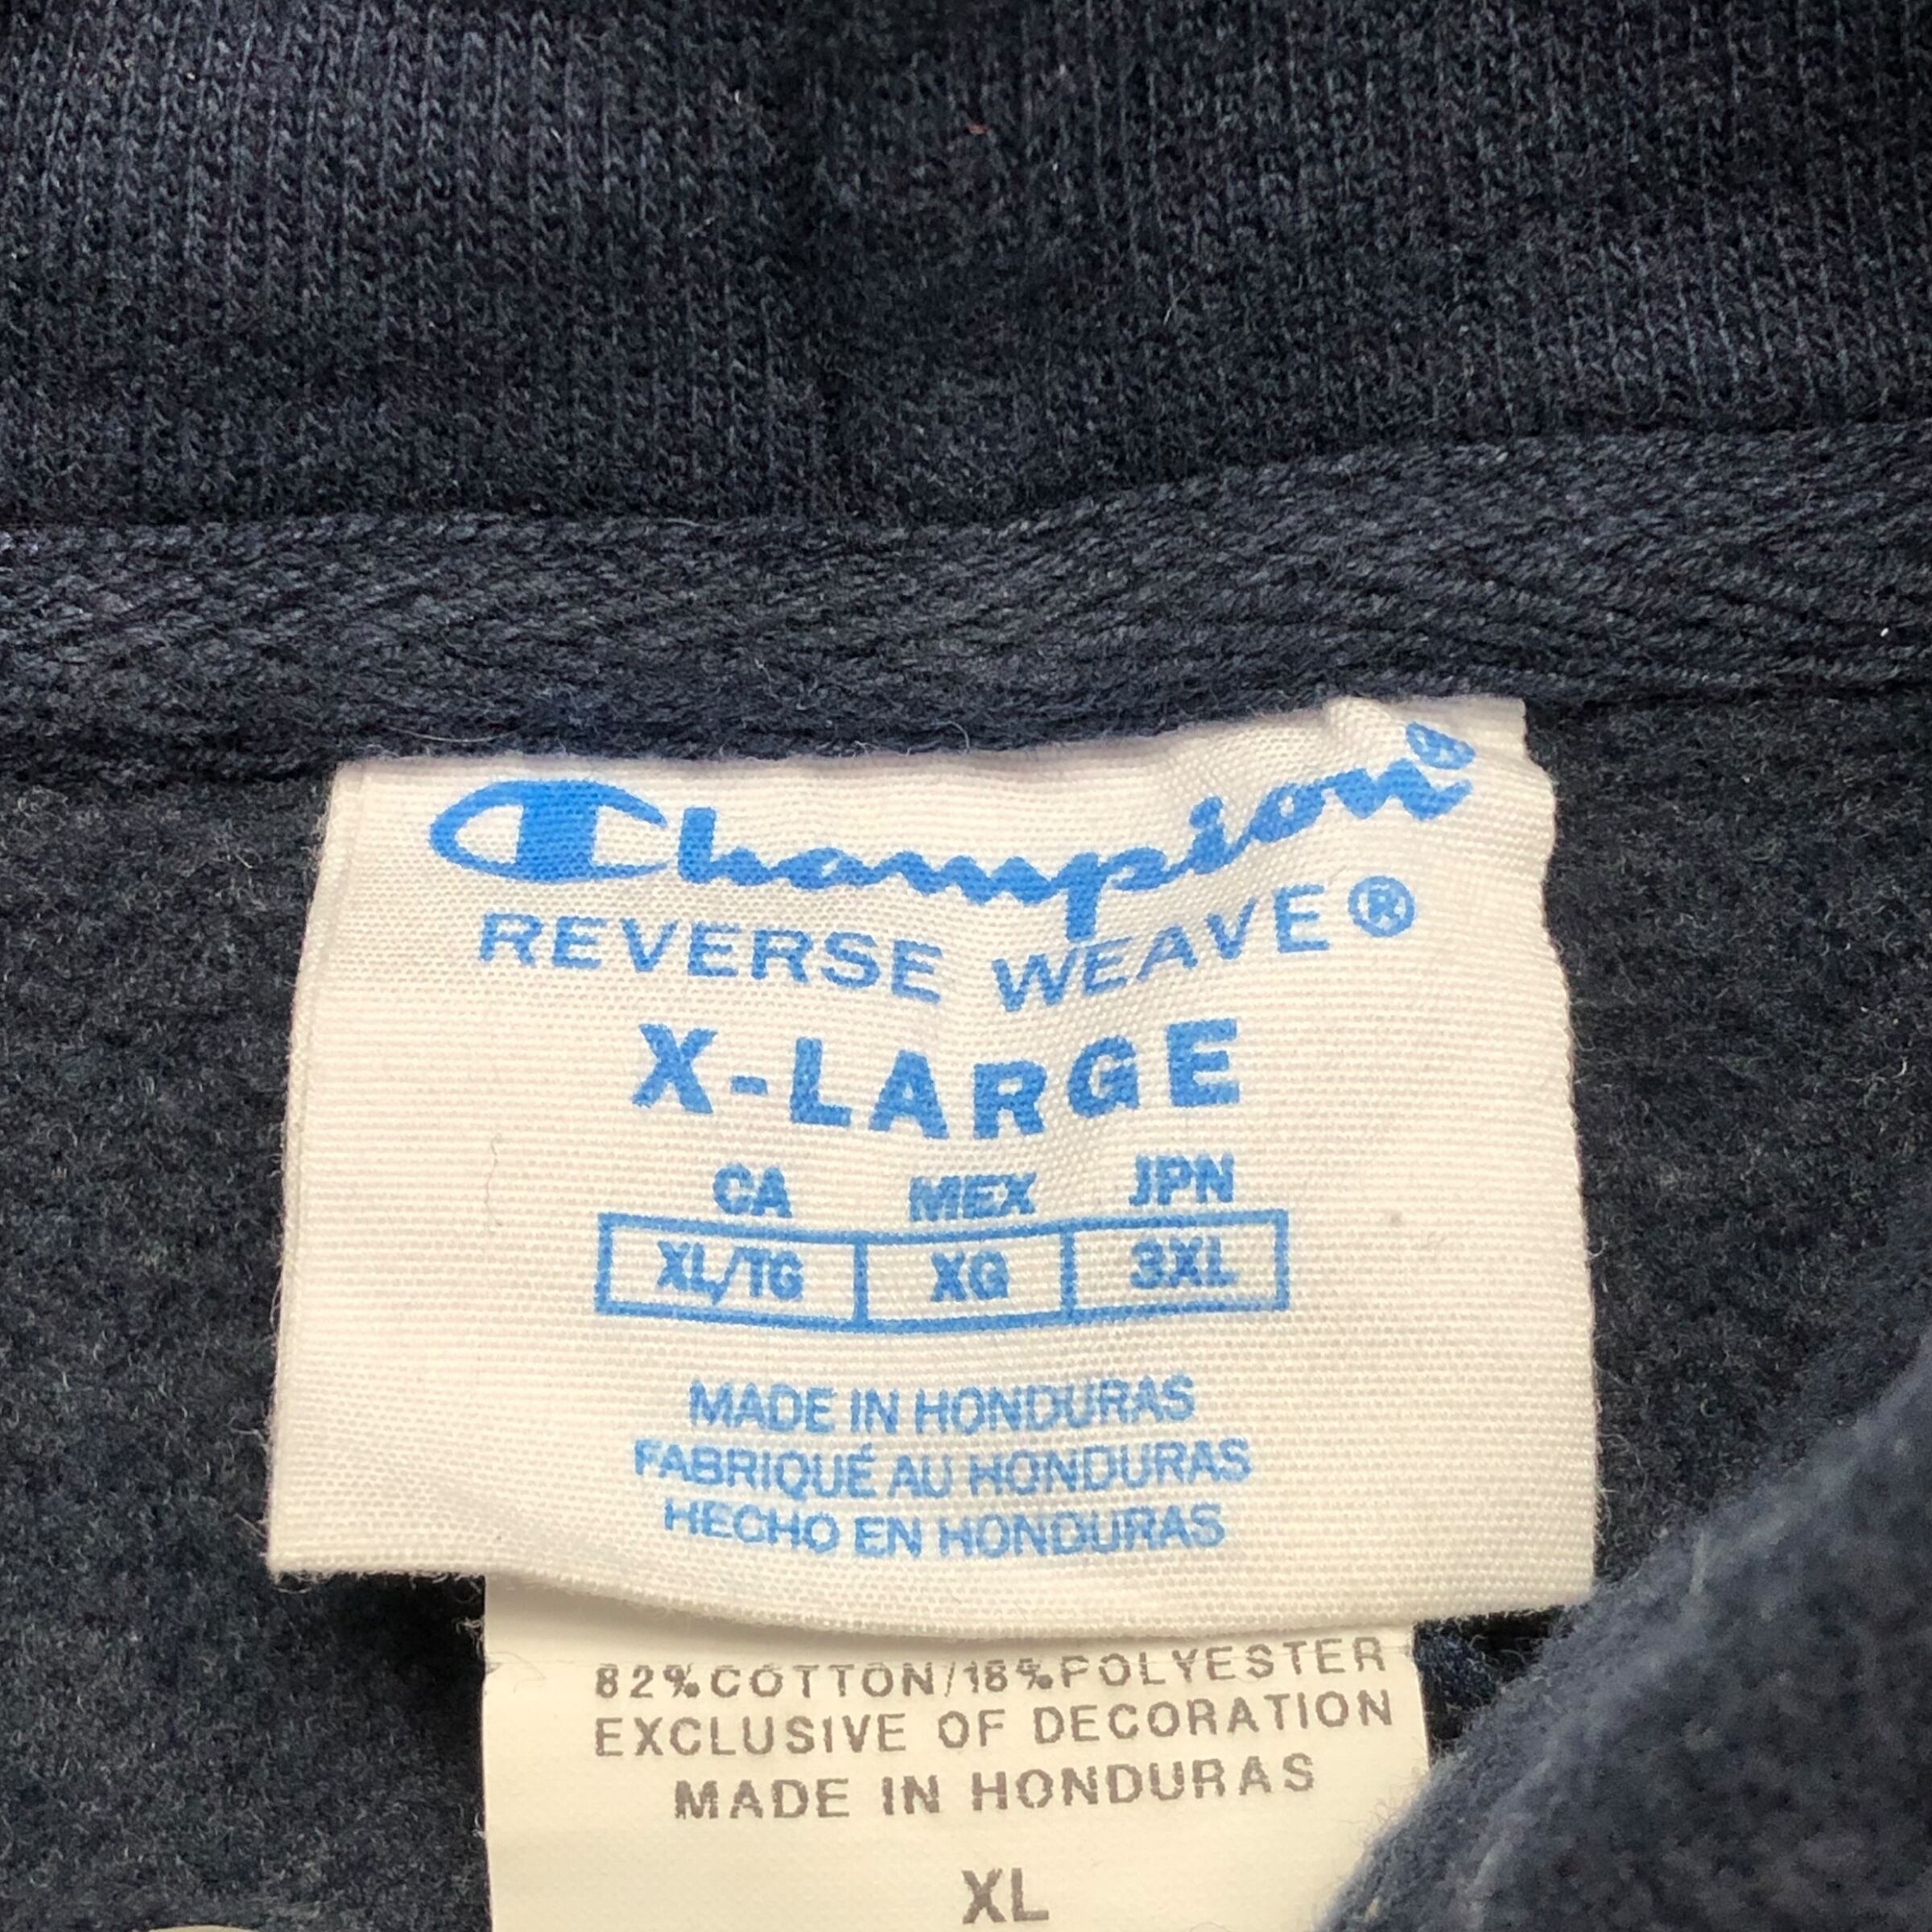 Champion®
REVERSE WEAVE®
X-LARGE
CA MEX JPN
XL/TG XG 3XL
MADE IN HONDURAS
FABRIQUÉ AU HONDURAS
HECHO EN HONDURAS
82%COTTON/18%POLYESTER
EXCLUSIVE OF DECORATION
MADE IN HONDURAS
XL